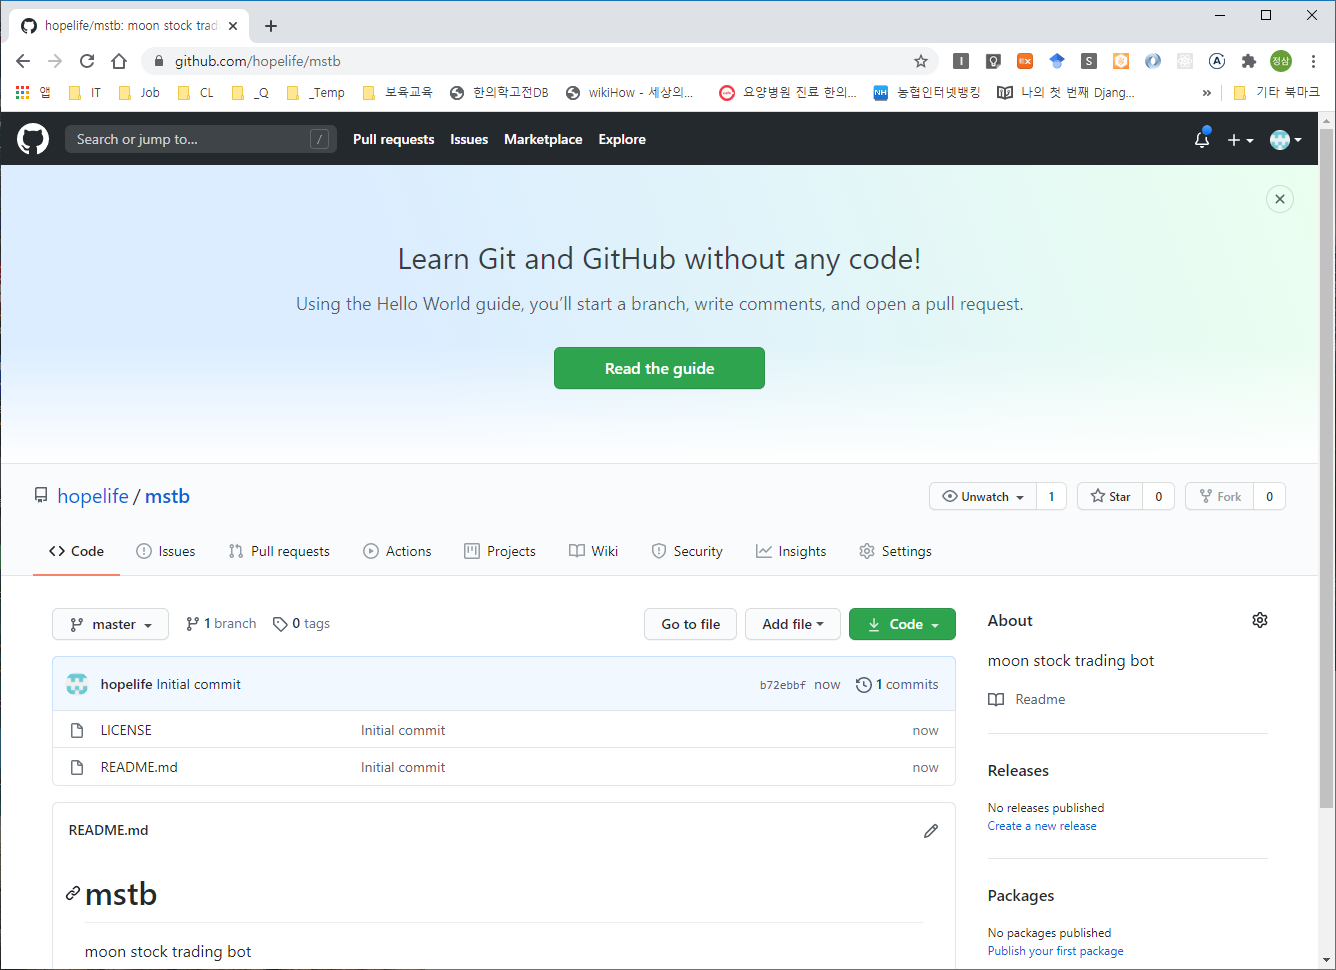 hopelife/mstb: moon stock trad
github.com/hopelife/mstb
정삼
앱 IT Job CL _Q _Temp 보육교육 한의학고전DB wikiHow - 세상의... 요양병원 진료 한의... NH 농협인터넷뱅킹 나의 첫 번째 Djang... » 기타 북마크
Search or jump to... / Pull requests Issues Marketplace Explore
Learn Git and GitHub without any code!
Using the Hello World guide, you’ll start a branch, write comments, and open a pull request.
Read the guide
hopelife / mstb Unwatch 1 Star 0 Fork 0
Code Issues Pull requests Actions Projects Wiki Security Insights Settings
master 1 branch 0 tags Go to file Add file Code
hopelife Initial commit b72ebbf now 1 commits
LICENSE Initial commit now
README.md Initial commit now
README.md
mstb
moon stock trading bot
About
moon stock trading bot
Readme
Releases
No releases published
Create a new release
Packages
No packages published
Publish your first package